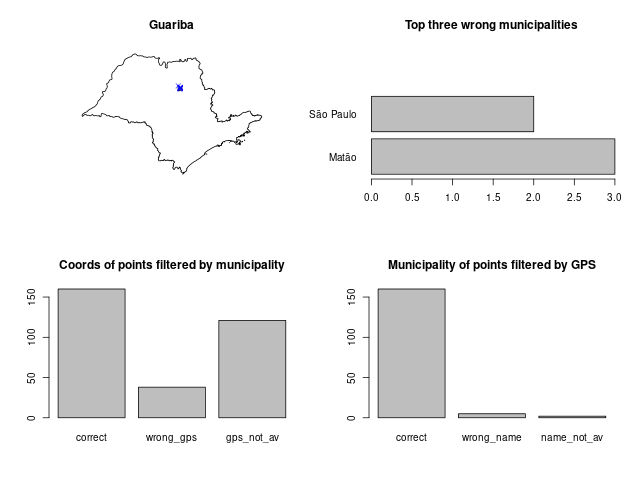 Guariba
Top three wrong municipalities
São Paulo
Matão
0.0 0.5 1.0 1.5 2.0 2.5 3.0
Coords of points filtered by municipality
150
100
50
0
correct wrong_gps gps_not_av
Municipality of points filtered by GPS
150
100
50
0
correct wrong_name name_not_av